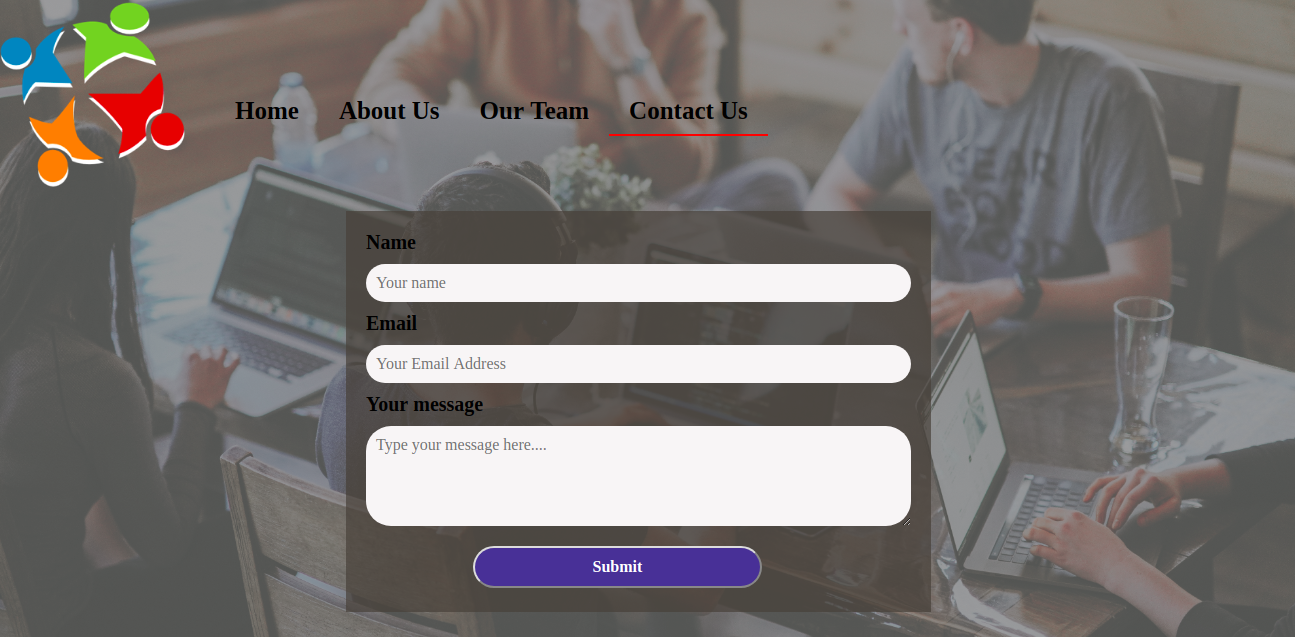 Home About Us Our Team Contact Us
Name
Your name
Email
Your Email Address
Your message
Type your message here....
Submit